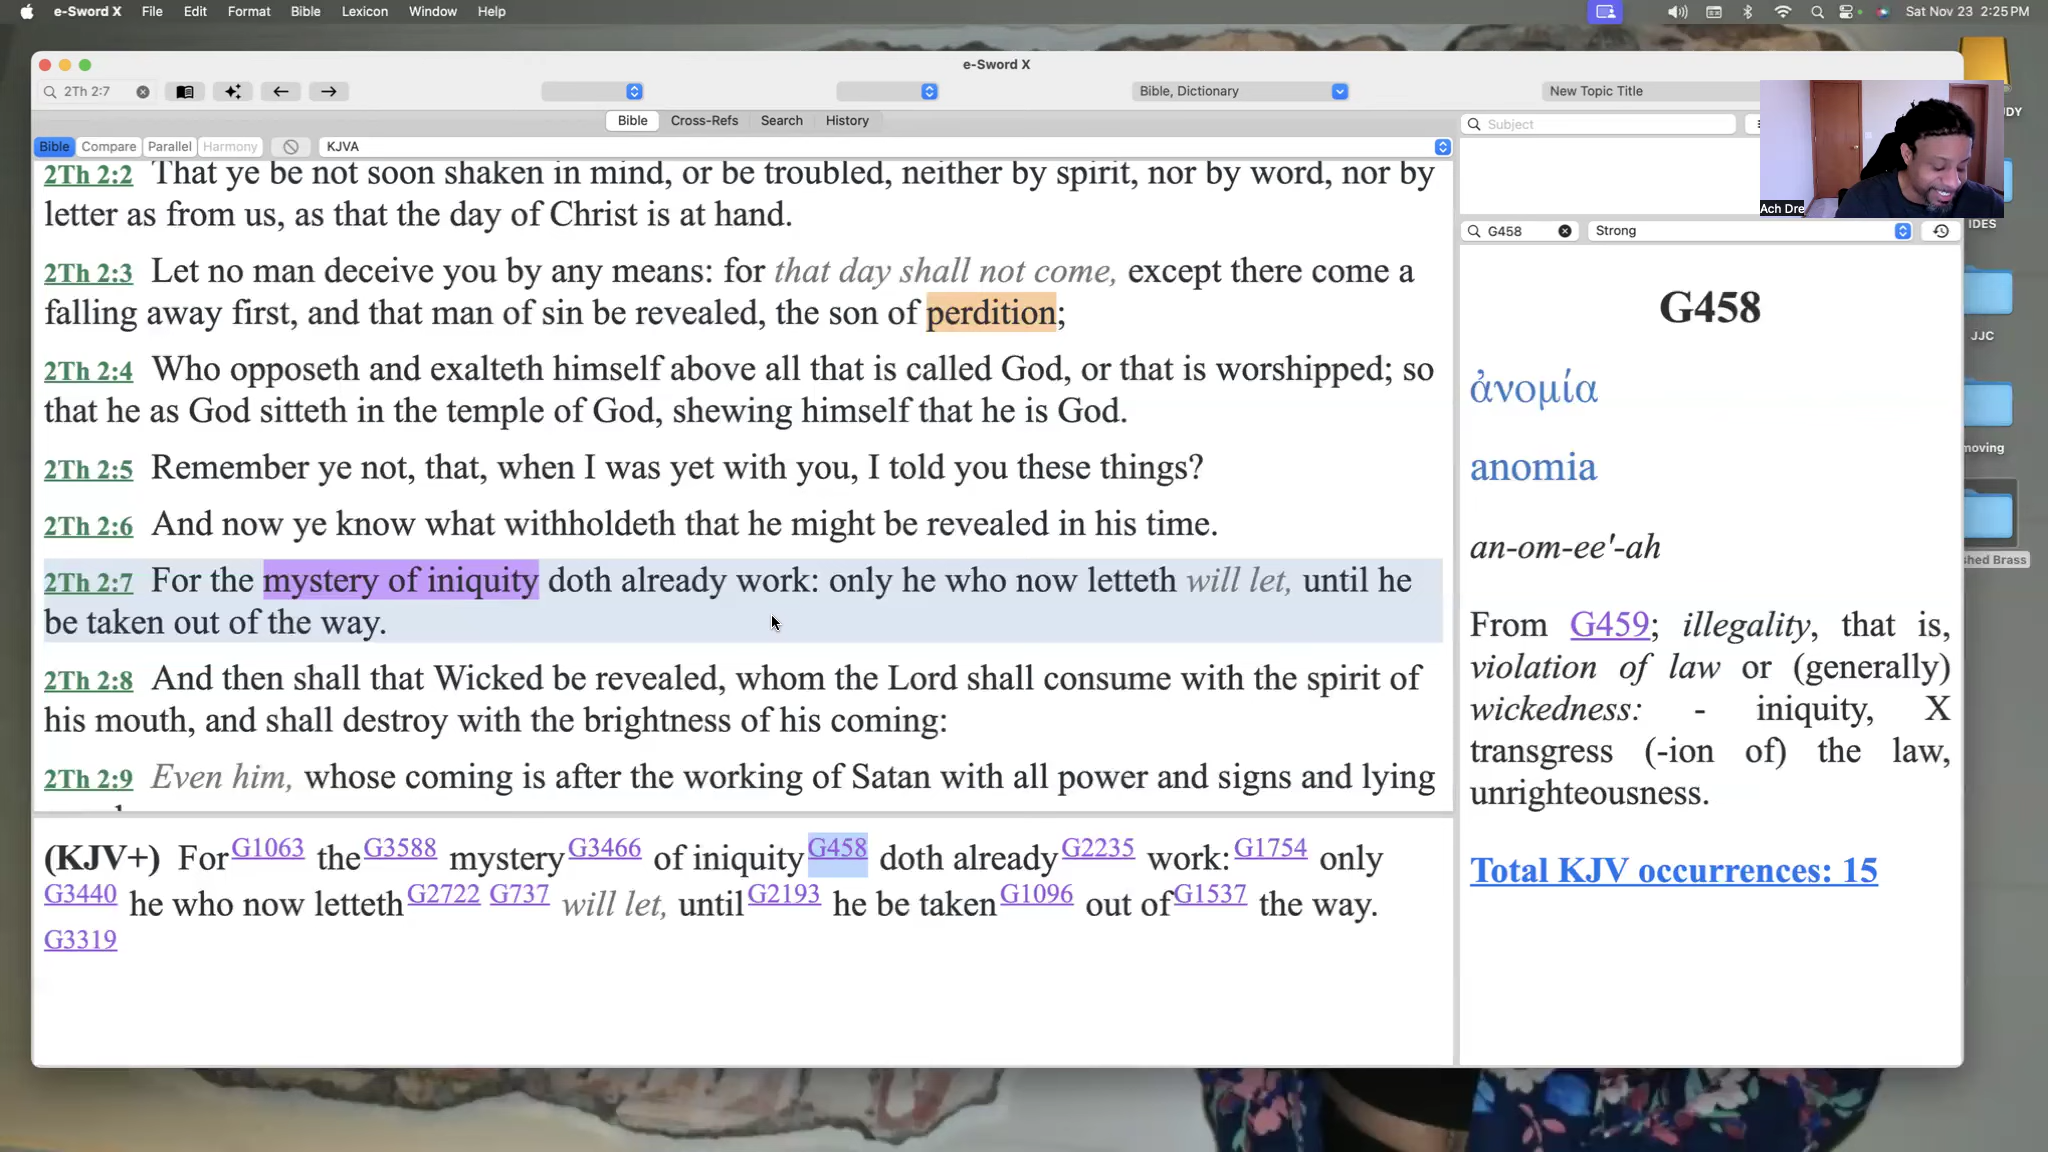 e-Sword X File Edit Format Bible Lexicon Window Help Sat Nov 23 2:25 PM
e-Sword X
2Th 2:7 Bible, Dictionary New Topic Title
Bible Cross-Refs Search History
Bible Compare Parallel Harmony KJVA
2Th 2:2 That ye be not soon shaken in mind, or be troubled, neither by spirit, nor by word, nor by
letter as from us, as that the day of Christ is at hand.
2Th 2:3 Let no man deceive you by any means: for that day shall not come, except there come a
falling away first, and that man of sin be revealed, the son of perdition;
2Th 2:4 Who opposeth and exalteth himself above all that is called God, or that is worshipped; so
that he as God sitteth in the temple of God, shewing himself that he is God.
2Th 2:5 Remember ye not, that, when I was yet with you, I told you these things?
2Th 2:6 And now ye know what withholdeth that he might be revealed in his time.
2Th 2:7 For the mystery of iniquity doth already work: only he who now letteth will let, until he
be taken out of the way.
2Th 2:8 And then shall that Wicked be revealed, whom the Lord shall consume with the spirit of
his mouth, and shall destroy with the brightness of his coming:
2Th 2:9 Even him, whose coming is after the working of Satan with all power and signs and lying
(KJV+) For G1063 the G3588 mystery G3466 of iniquity G458 doth already G2235 work: G1754 only
G3440 he who now letteth G2722 G737 will let, until G2193 he be taken G1096 out of G1537 the way.
G3319
Subject
Ach Dre
G458 Strong
G458
ἀνομία
anomia
an-om-ee'-ah
From G459; illegality, that is,
violation of law or (generally)
wickedness: - iniquity, X
transgress (-ion of) the law,
unrighteousness.
Total KJV occurrences: 15
DY
IDES
JJC
moving
shed Brass